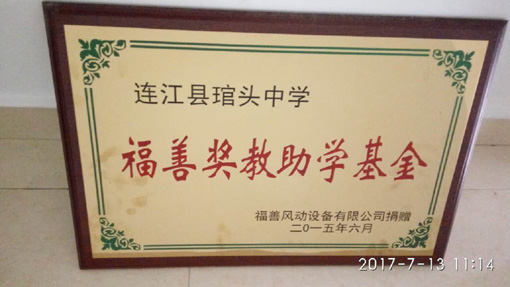 连江县琯头中学
福善奖教助学基金
福善风动设备有限公司捐赠
二0一五年六月
2017-7-13 11:14